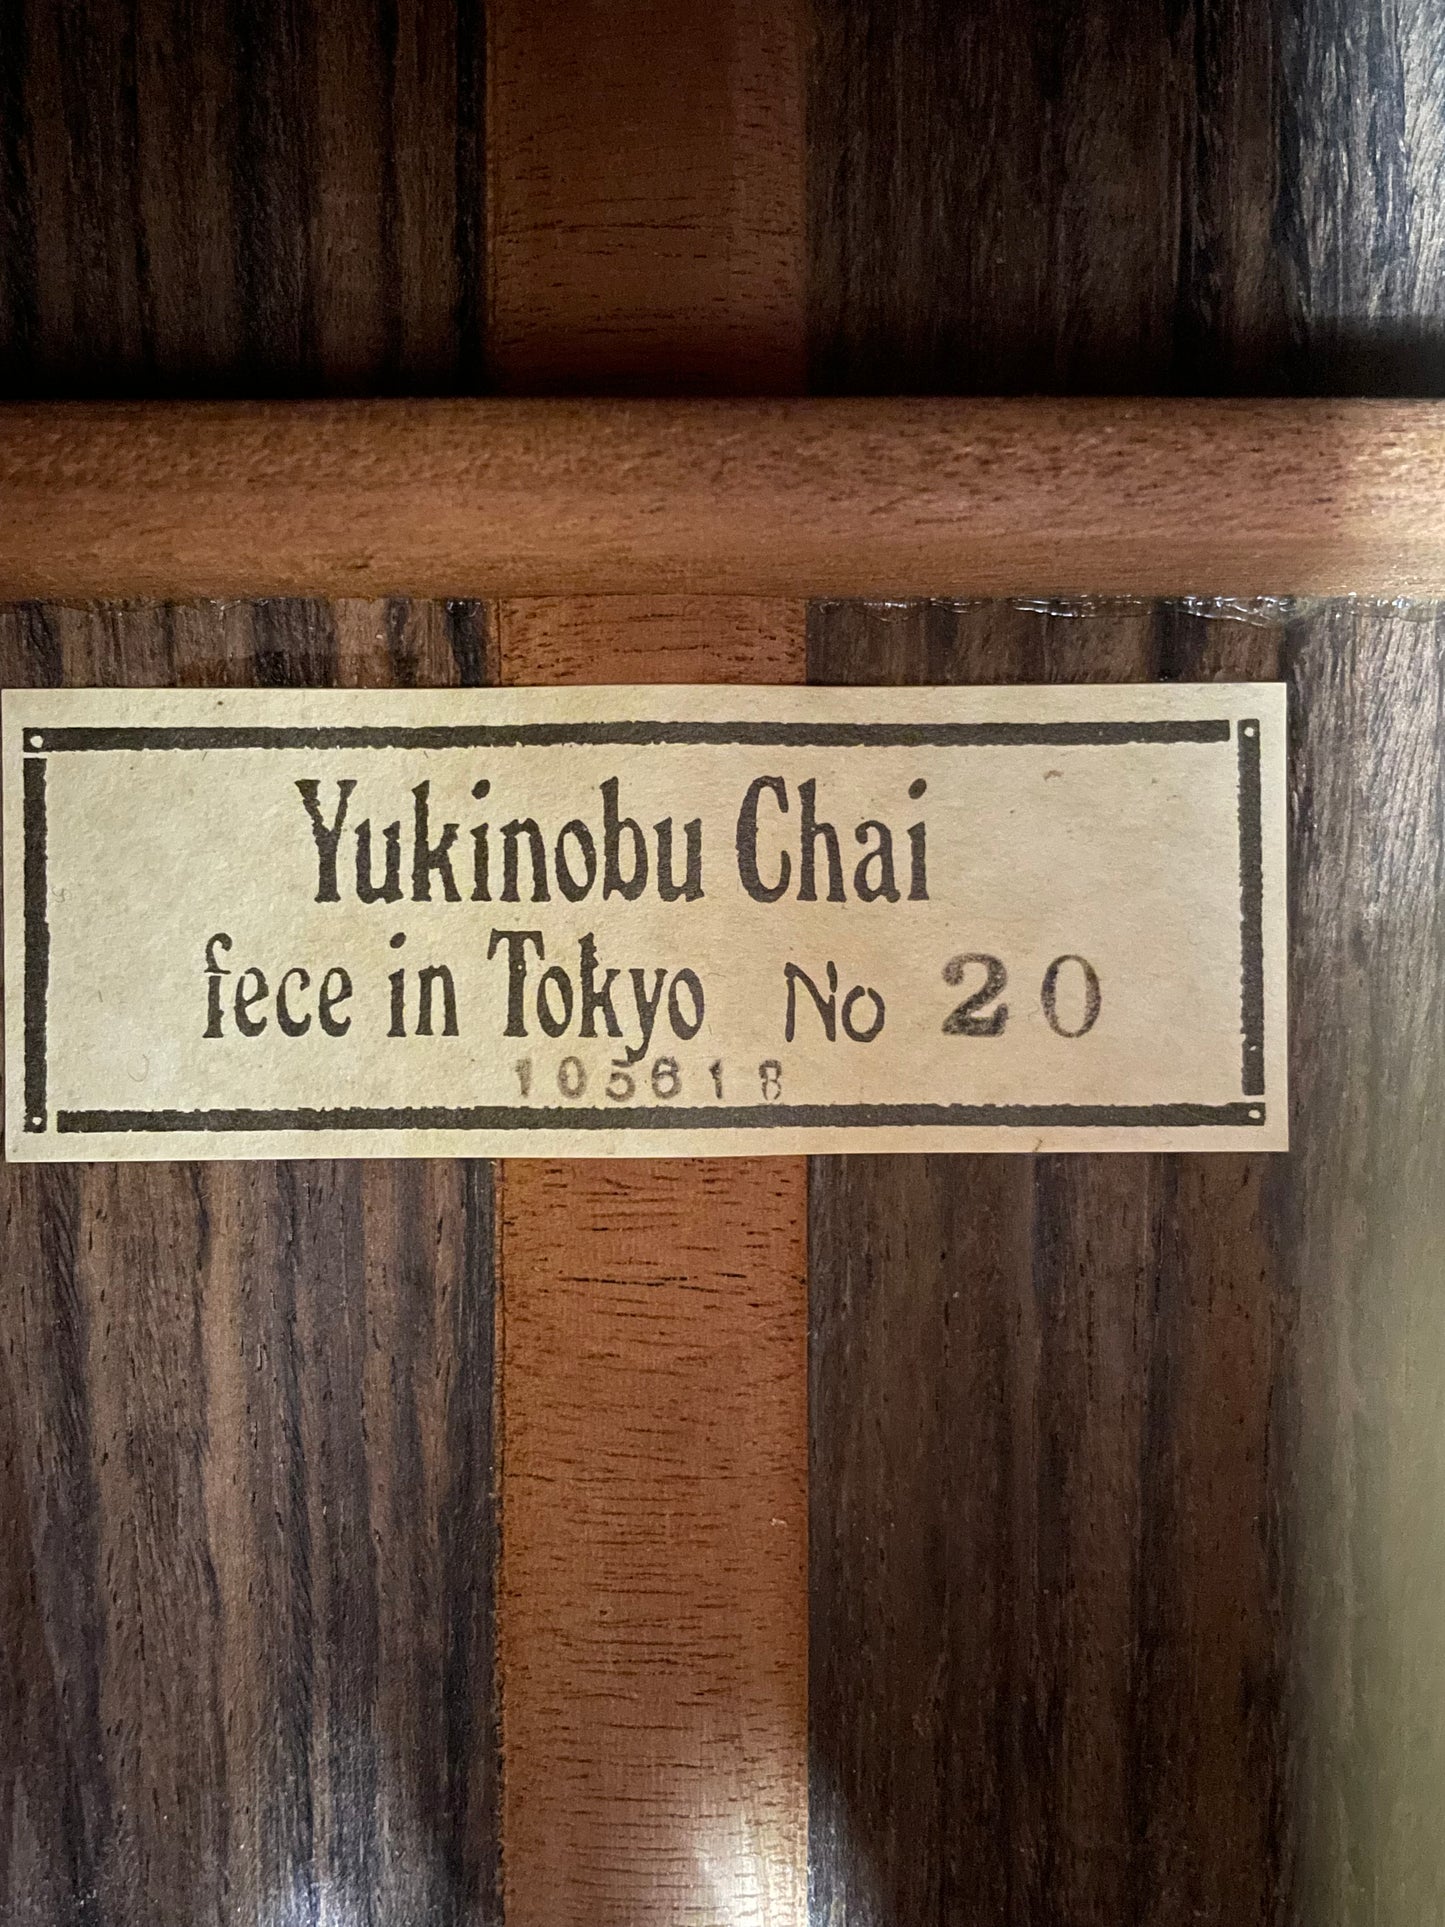 Yukinobu Chai
fece in Tokyo No 20
105618